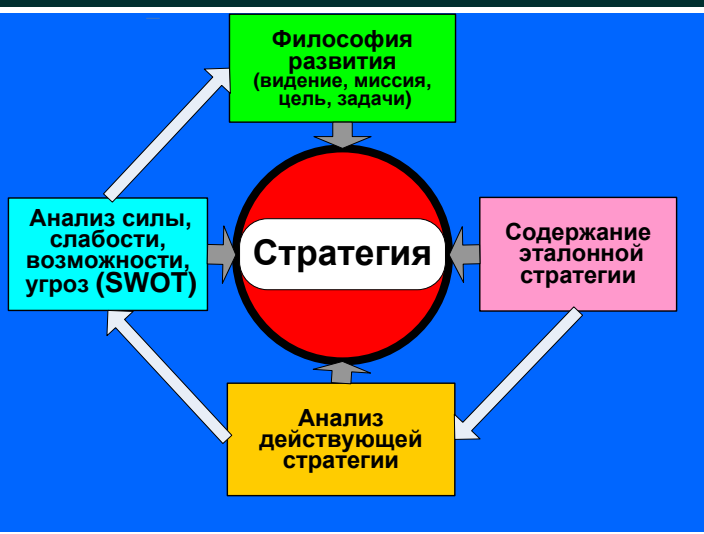 Философия
развития
(видение, миссия,
цель, задачи)
Анализ силы,
слабости,
возможности,
угроз (SWOT)
Стратегия
Содержание
эталонной
стратегии
Анализ
действующей
стратегии